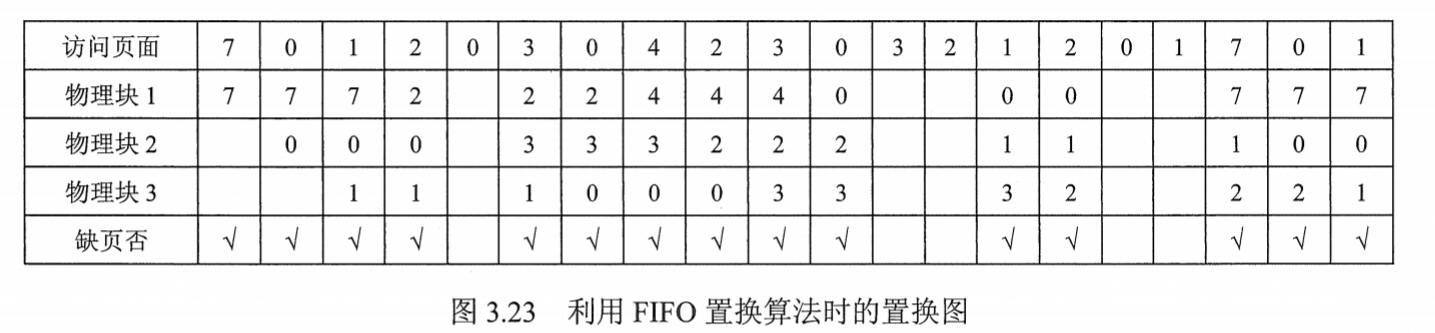 访问页面 7 0 1 2 0 3 0 4 2 3 0 3 2 1 2 0 1 7 0 1
物理块1 7 7 7 2 2 2 4 4 4 0 0 0 7 7 7
物理块2 0 0 0 3 3 3 2 2 2 1 1 1 0 0
物理块3 1 1 1 0 0 0 3 3 3 2 2 2 1
缺页否 √ √ √ √ √ √ √ √ √ √ √ √ √ √ √
图 3.23 利用 FIFO 置换算法时的置换图